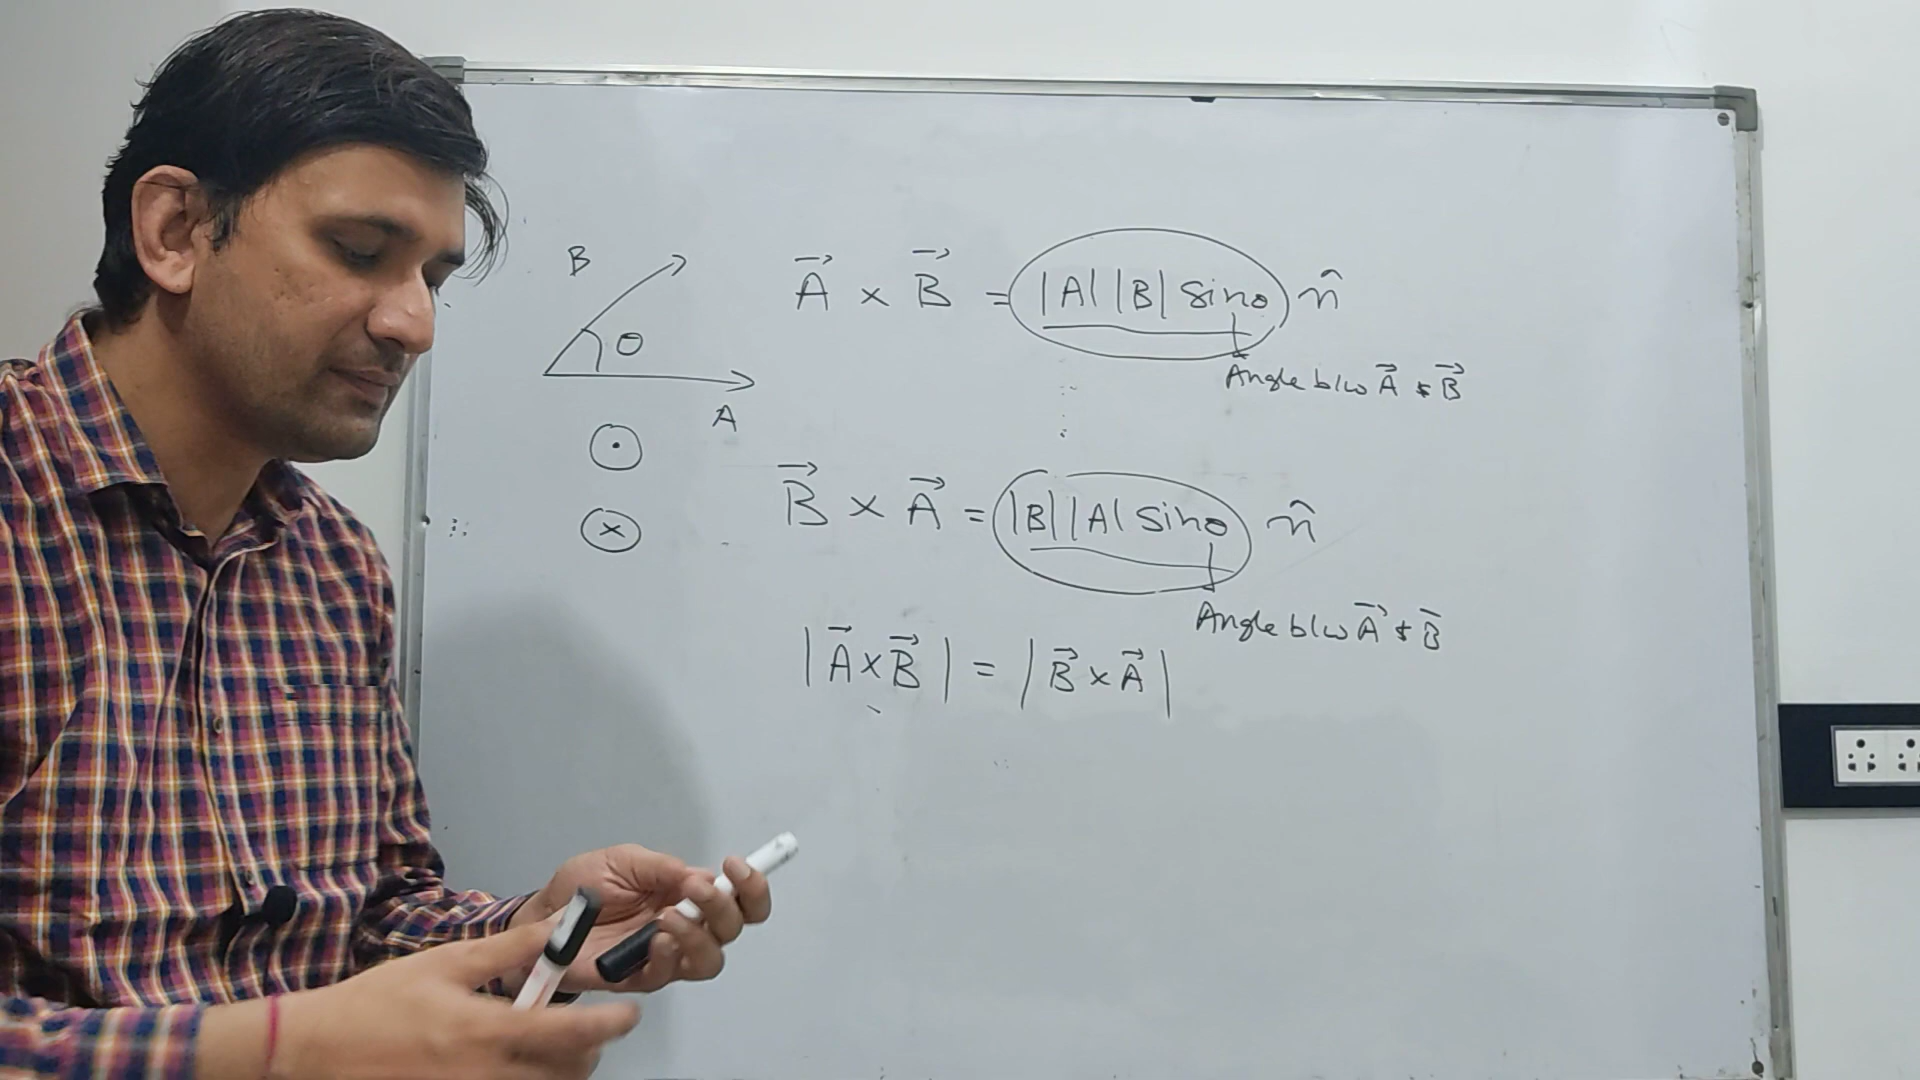 B
θ
A
A⃗ × B⃗ = |A| |B| Sinθ n̂
Angle b/w A⃗ & B⃗
B⃗ × A⃗ = |B| |A| Sinθ n̂
Angle b/w A⃗ & B̅
|A⃗ × B⃗| = |B⃗ × A⃗|